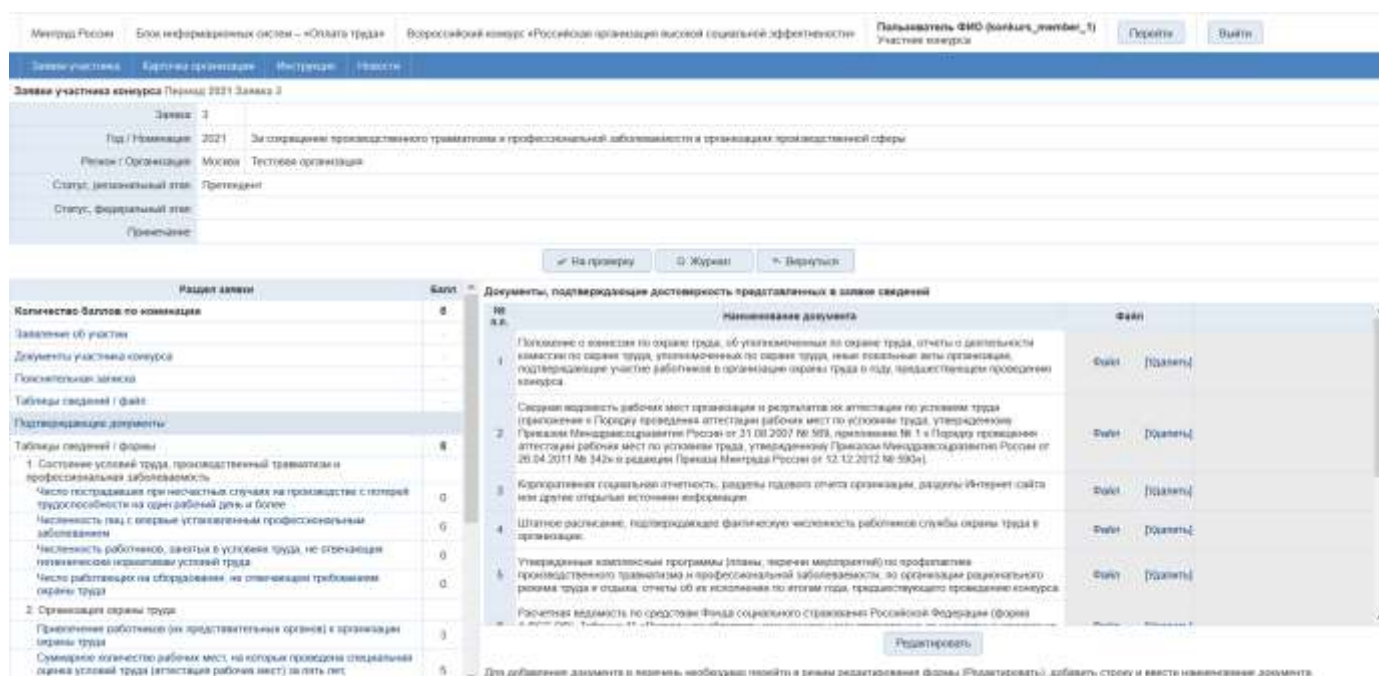 Минтруд России Блок информационных систем – «Оплата труда» Всероссийский конкурс «Российская организация высокой социальной эффективности» Пользователь ФИО (konkurs_member_1) Перейти Выйти
Участник конкурса
Заявки участника Карточка организации Инструкции Новости
Заявки участника конкурса Период 2021 Заявка 3
Заявка 3
Год / Номинация 2021 За сокращение производственного травматизма и профессиональной заболеваемости в организациях производственной сферы
Регион / Организация Москва Тестовая организация
Статус, региональный этап Претендент
Статус, федеральный этап
Примечание
На проверку Журнал Вернуться
Раздел заявки Балл
Количество баллов по номинации 8
Заявление об участии -
Документы участника конкурса -
Пояснительная записка -
Таблицы сведений / файл -
Подтверждающие документы
Таблицы сведений / формы 8
1. Состояние условий труда, производственный травматизм и
профессиональная заболеваемость
Число пострадавших при несчастных случаях на производстве с потерей
трудоспособности на один рабочий день и более 0
Численность лиц с впервые установленным профессиональным
заболеванием 0
Численность работников, занятых в условиях труда, не отвечающих
гигиеническим нормативам условий труда 0
Число работающих на оборудовании, не отвечающем требованиям
охраны труда 0
2. Организация охраны труда
Привлечение работников (их представительных органов) к организации
охраны труда 3
Суммарное количество рабочих мест, на которых проведена специальная
оценка условий труда (аттестация рабочих мест) за пять лет, 5
Документы, подтверждающие достоверность представленных в заявке сведений
№ п.п. Наименование документа Файл
1 Положение о комиссии по охране труда, об уполномоченных по охране труда, отчеты о деятельности
комиссии по охране труда, уполномоченных по охране труда, иные локальные акты организации,
подтверждающие участие работников в организации охраны труда в году, предшествующем проведению
конкурса. Файл [Удалить]
2 Сводная ведомость рабочих мест организации и результатов их аттестации по условиям труда
(приложение к Порядку проведения аттестации рабочих мест по условиям труда, утвержденному
Приказом Минздравсоцразвития России от 31.08.2007 № 569, приложение № 1 к Порядку проведения
аттестации рабочих мест по условиям труда, утвержденному Приказом Минздравсоцразвития России от
26.04.2011 № 342н в редакции Приказа Минтруда России от 12.12.2012 № 590н). Файл [Удалить]
3 Корпоративная социальная отчетность, разделы годового отчета организации, разделы Интернет сайта
или другие открытые источники информации. Файл [Удалить]
4 Штатное расписание, подтверждающее фактическую численность работников службы охраны труда в
организации. Файл [Удалить]
5 Утвержденные комплексные программы (планы, перечни мероприятий) по профилактике
производственного травматизма и профессиональной заболеваемости, по организации рационального
режима труда и отдыха, отчеты об их исполнении по итогам года, предшествующего проведению конкурса. Файл [Удалить]
Расчетная ведомость по средствам Фонда социального страхования Российской Федерации (форма
Редактировать
Для добавления документа в перечень необходимо перейти в режим редактирования формы (Редактировать), добавить строку и ввести наименование документа